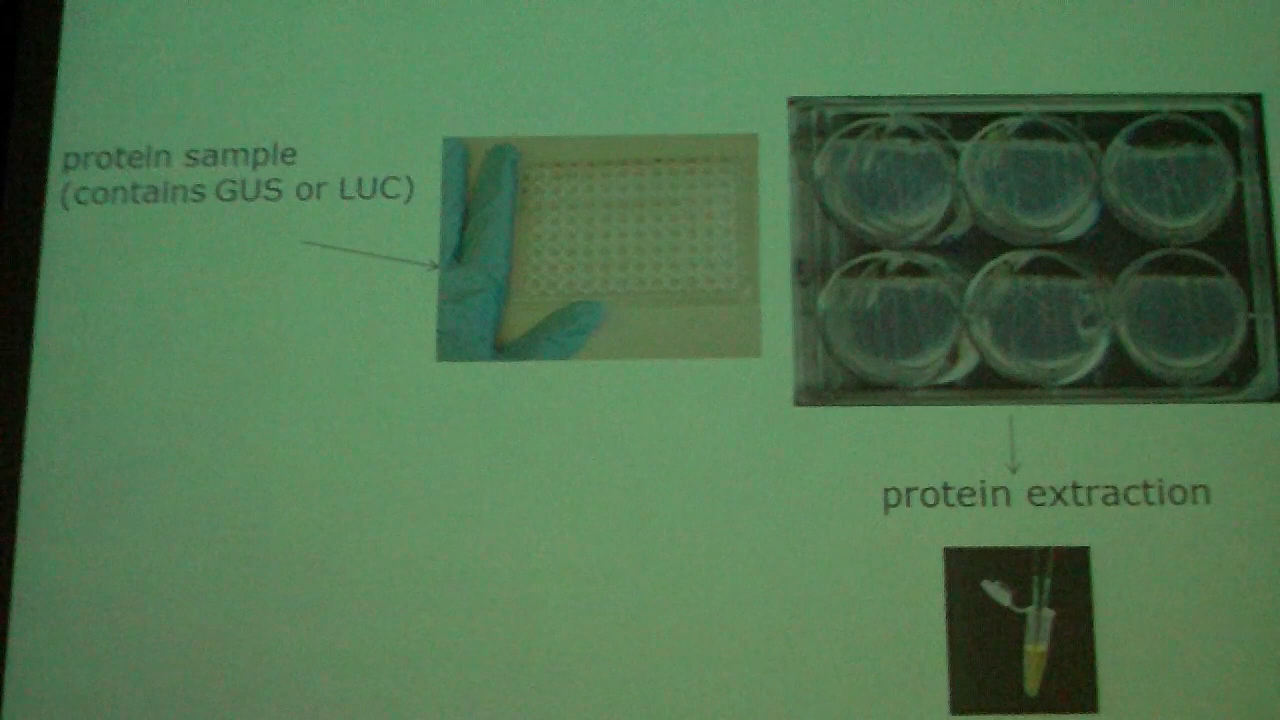 protein sample
(contains GUS or LUC)
protein extraction